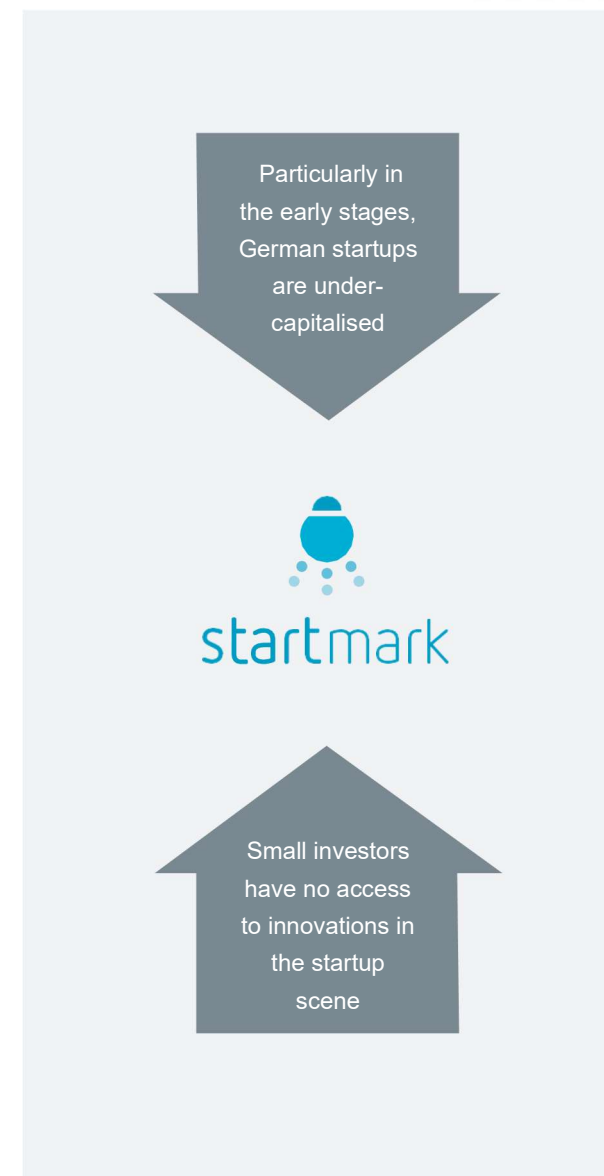 Particularly in
the early stages,
German startups
are under-
capitalised
startmark
Small investors
have no access
to innovations in
the startup
scene